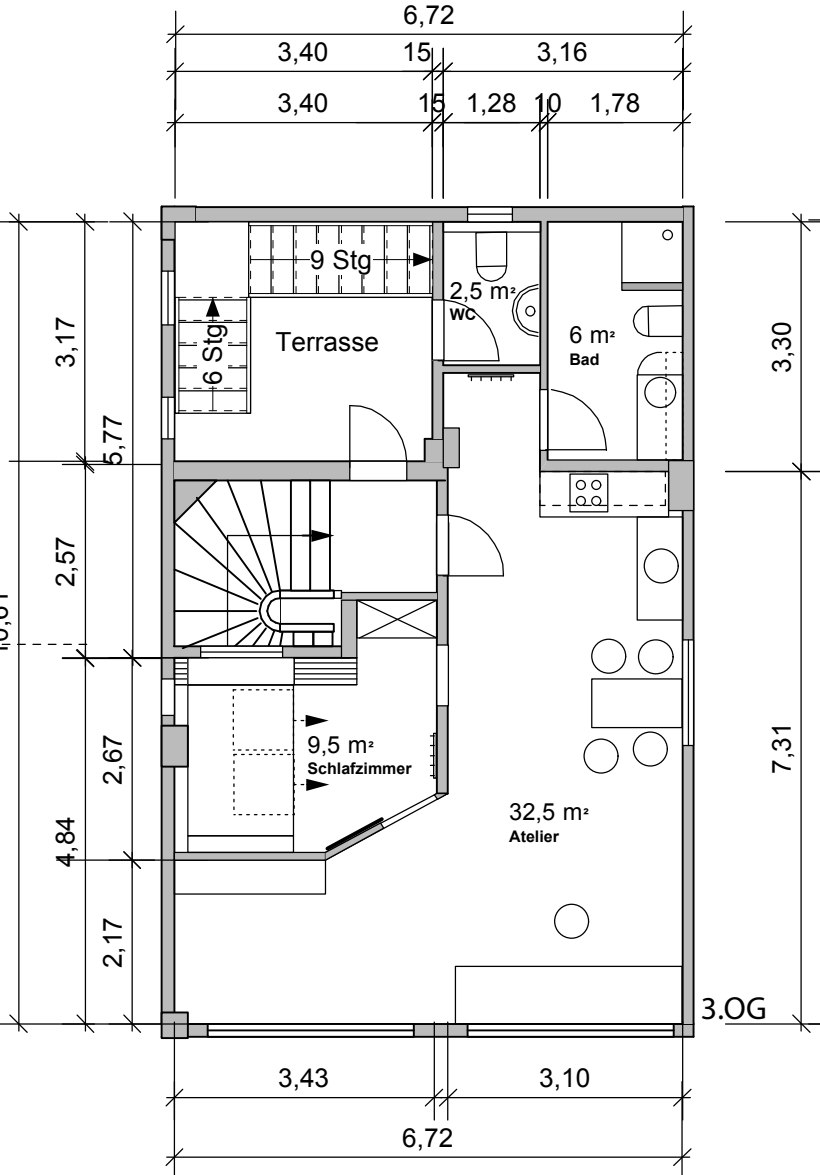 6,72
3,40 15 3,16
3,40 15 1,28 10 1,78
9 Stg
6 Stg
Terrasse
2,5 m²
WC
6 m²
Bad
3,17
5,77
3,30
2,57
2,67
4,84
2,17
7,31
9,5 m²
Schlafzimmer
32,5 m²
Atelier
3.OG
3,43 3,10
6,72